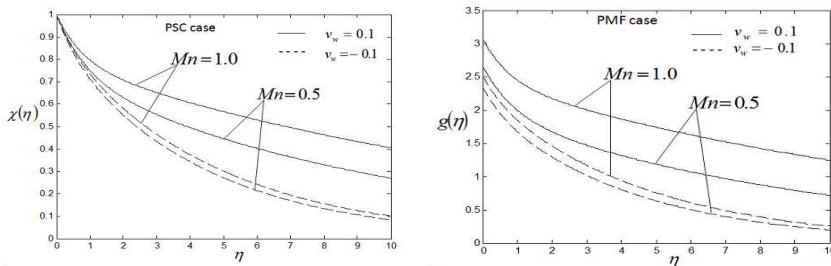 PSC case
v_w = 0.1
v_w = -0.1
Mn=1.0
Mn=0.5
χ(η)
1
0.9
0.8
0.7
0.6
0.5
0.4
0.3
0.2
0.1
0
0 1 2 3 4 5 6 7 8 9 10
η
PMF case
v_w = 0.1
v_w = -0.1
Mn=1.0
Mn=0.5
g(η)
3.5
3
2.5
2
1.5
1
0.5
0
0 1 2 3 4 5 6 7 8 9 10
η